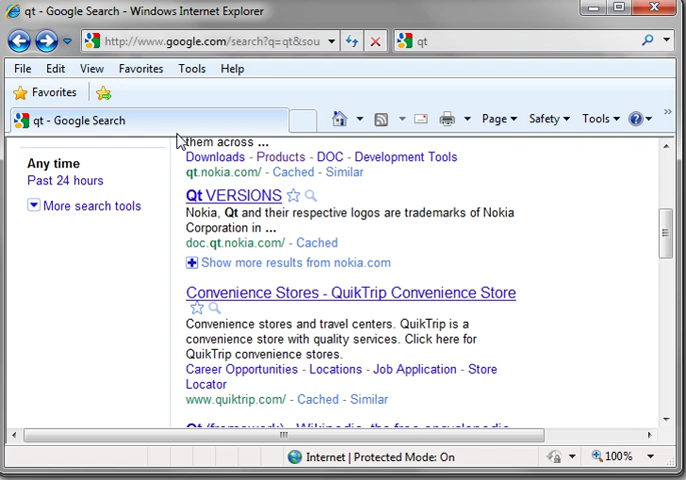 qt - Google Search - Windows Internet Explorer
http://www.google.com/search?q=qt&sou
qt
File Edit View Favorites Tools Help
Favorites
qt - Google Search
Page Safety Tools
them across ...
Any time
Past 24 hours
More search tools
Downloads - Products - DOC - Development Tools
qt.nokia.com/ - Cached - Similar
Qt VERSIONS
Nokia, Qt and their respective logos are trademarks of Nokia
Corporation in ...
doc.qt.nokia.com/ - Cached
Show more results from nokia.com
Convenience Stores - QuikTrip Convenience Store
Convenience stores and travel centers. QuikTrip is a
convenience store with quality services. Click here for
QuikTrip convenience stores.
Career Opportunities - Locations - Job Application - Store
Locator
www.quiktrip.com/ - Cached - Similar
Qt (framework) - Wikipedia, the free encyclopedia
Internet | Protected Mode: On
100%